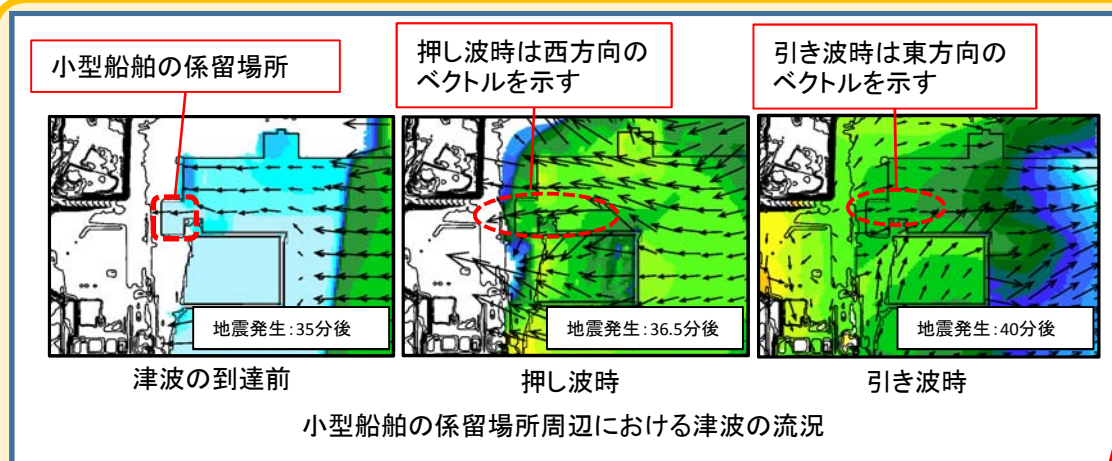 小型船舶の係留場所
押し波時は西方向の
ベクトルを示す
引き波時は東方向の
ベクトルを示す
地震発生:35分後
地震発生:36.5分後
地震発生:40分後
津波の到達前
押し波時
引き波時
小型船舶の係留場所周辺における津波の流況